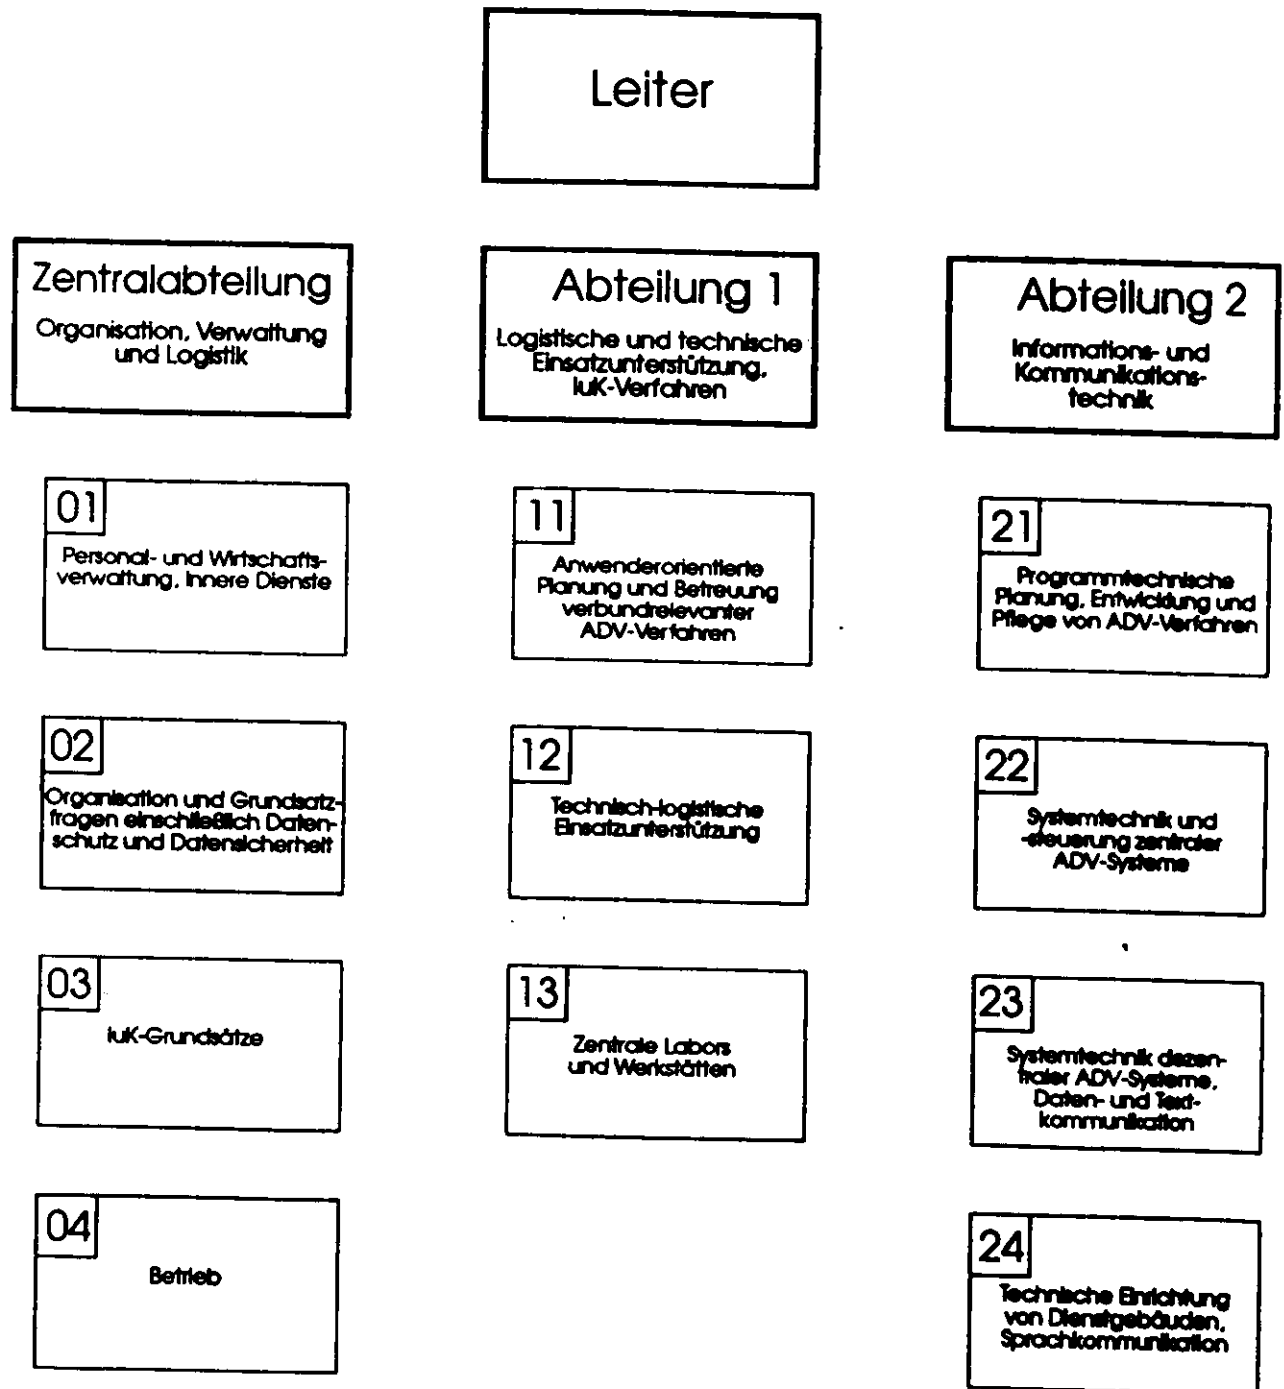 Leiter
Zentralabteilung
Organisation, Verwaltung
und Logistik
Abteilung 1
Logistische und technische
Einsatzunterstützung,
IuK-Verfahren
Abteilung 2
Informations- und
Kommunikations-
technik
01
Personal- und Wirtschafts-
verwaltung, Innere Dienste
02
Organisation und Grundsatz-
fragen einschließlich Daten-
schutz und Datensicherheit
03
IuK-Grundsätze
04
Betrieb
11
Anwenderorientierte
Planung und Betreuung
verbundrelevanter
ADV-Verfahren
12
Technisch-logistische
Einsatzunterstützung
13
Zentrale Labors
und Werkstätten
21
Programmtechnische
Planung, Entwicklung und
Pflege von ADV-Verfahren
22
Systemtechnik und
-steuerung zentraler
ADV-Systeme
23
Systemtechnik dezen-
traler ADV-Systeme,
Daten- und Text-
kommunikation
24
Technische Einrichtung
von Dienstgebäuden,
Sprachkommunikation